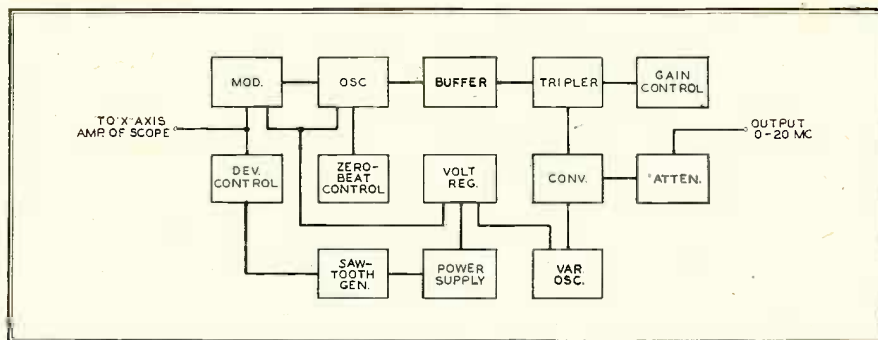 MOD.
OSC
BUFFER
TRIPLER
GAIN
CONTROL
TO "X" AXIS
AMP. OF SCOPE
OUTPUT
0-20 MC
DEV.
CONTROL
ZERO-
BEAT
CONTROL
VOLT
REG.
CONV.
ATTEN.
SAW-
TOOTH
GEN.
POWER
SUPPLY
VAR.
OSC.